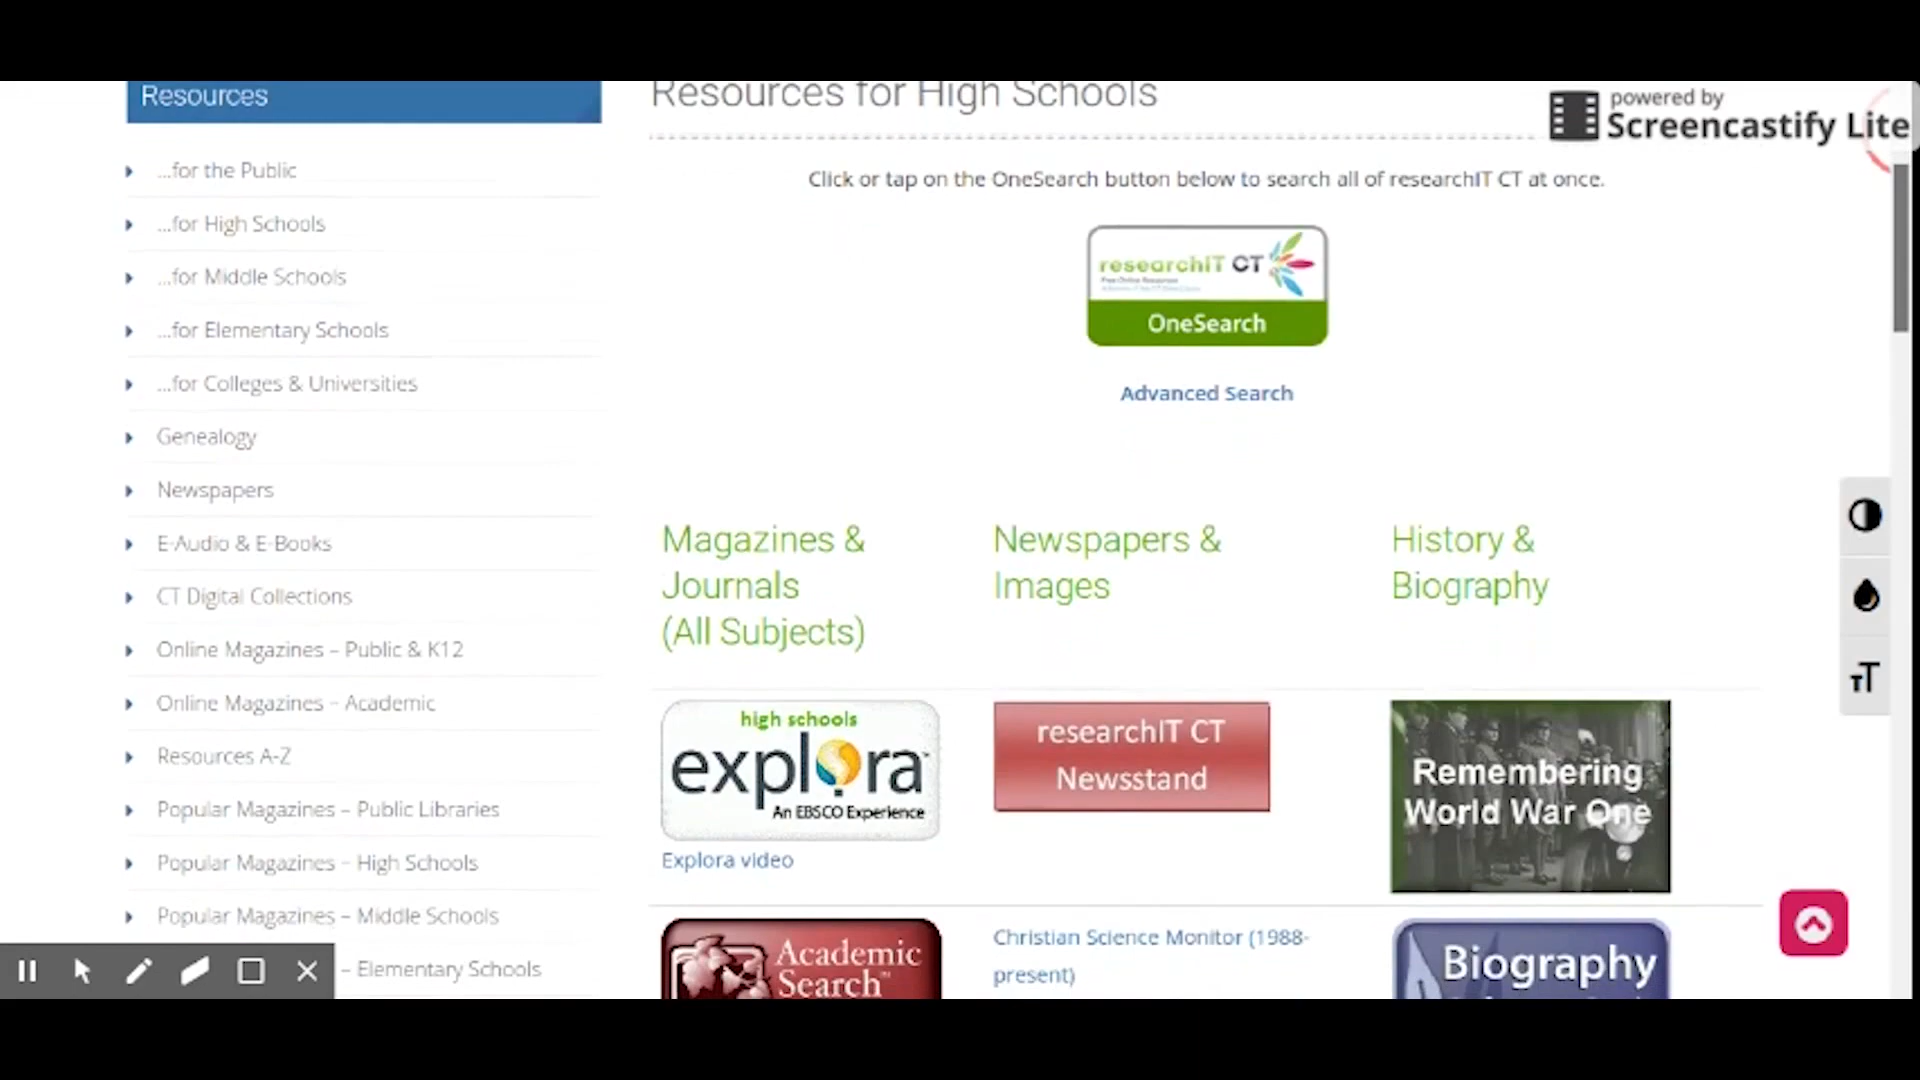 Resources
...for the Public
...for High Schools
...for Middle Schools
...for Elementary Schools
...for Colleges & Universities
Genealogy
Newspapers
E-Audio & E-Books
CT Digital Collections
Online Magazines – Public & K12
Online Magazines – Academic
Resources A-Z
Popular Magazines – Public Libraries
Popular Magazines – High Schools
Popular Magazines – Middle Schools
– Elementary Schools
Resources for High Schools
powered by
Screencastify Lite
Click or tap on the OneSearch button below to search all of researchIT CT at once.
researchIT CT
OneSearch
Advanced Search
Magazines &
Journals
(All Subjects)
Newspapers &
Images
History &
Biography
high schools
explora
An EBSCO Experience
Explora video
researchIT CT
Newsstand
Remembering
World War One
Academic
Search™
Christian Science Monitor (1988-
present)
Biography
TT